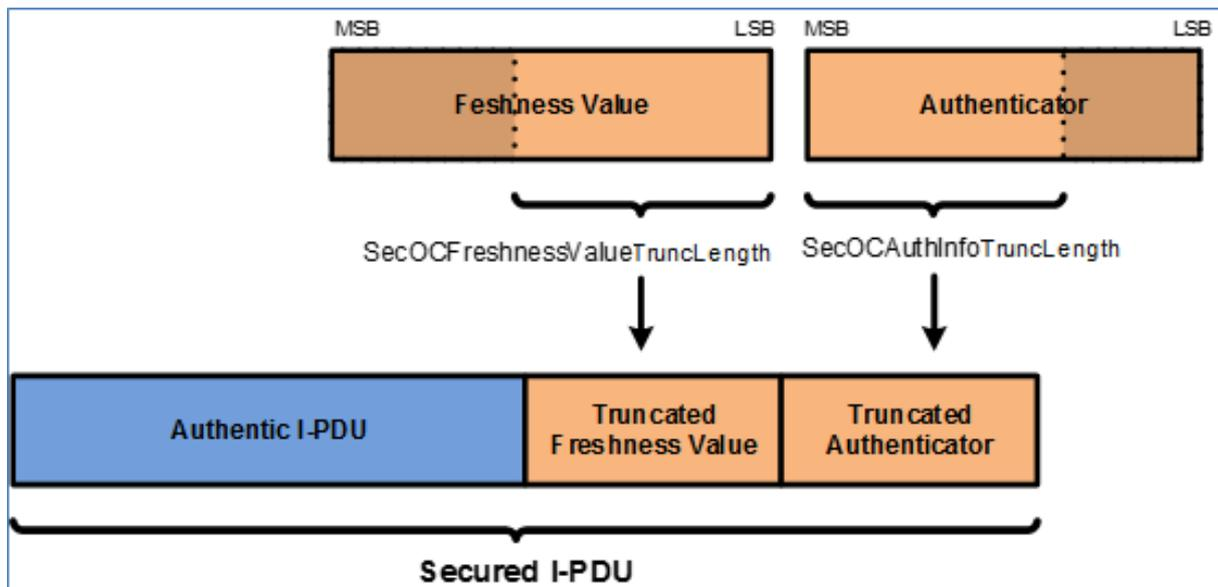 MSB LSB MSB LSB
Feshness Value Authenticator
SecOCFreshnessValueTruncLength SecOCAuthInfoTruncLength
Authentic I-PDU
Truncated
Freshness Value
Truncated
Authenticator
Secured I-PDU